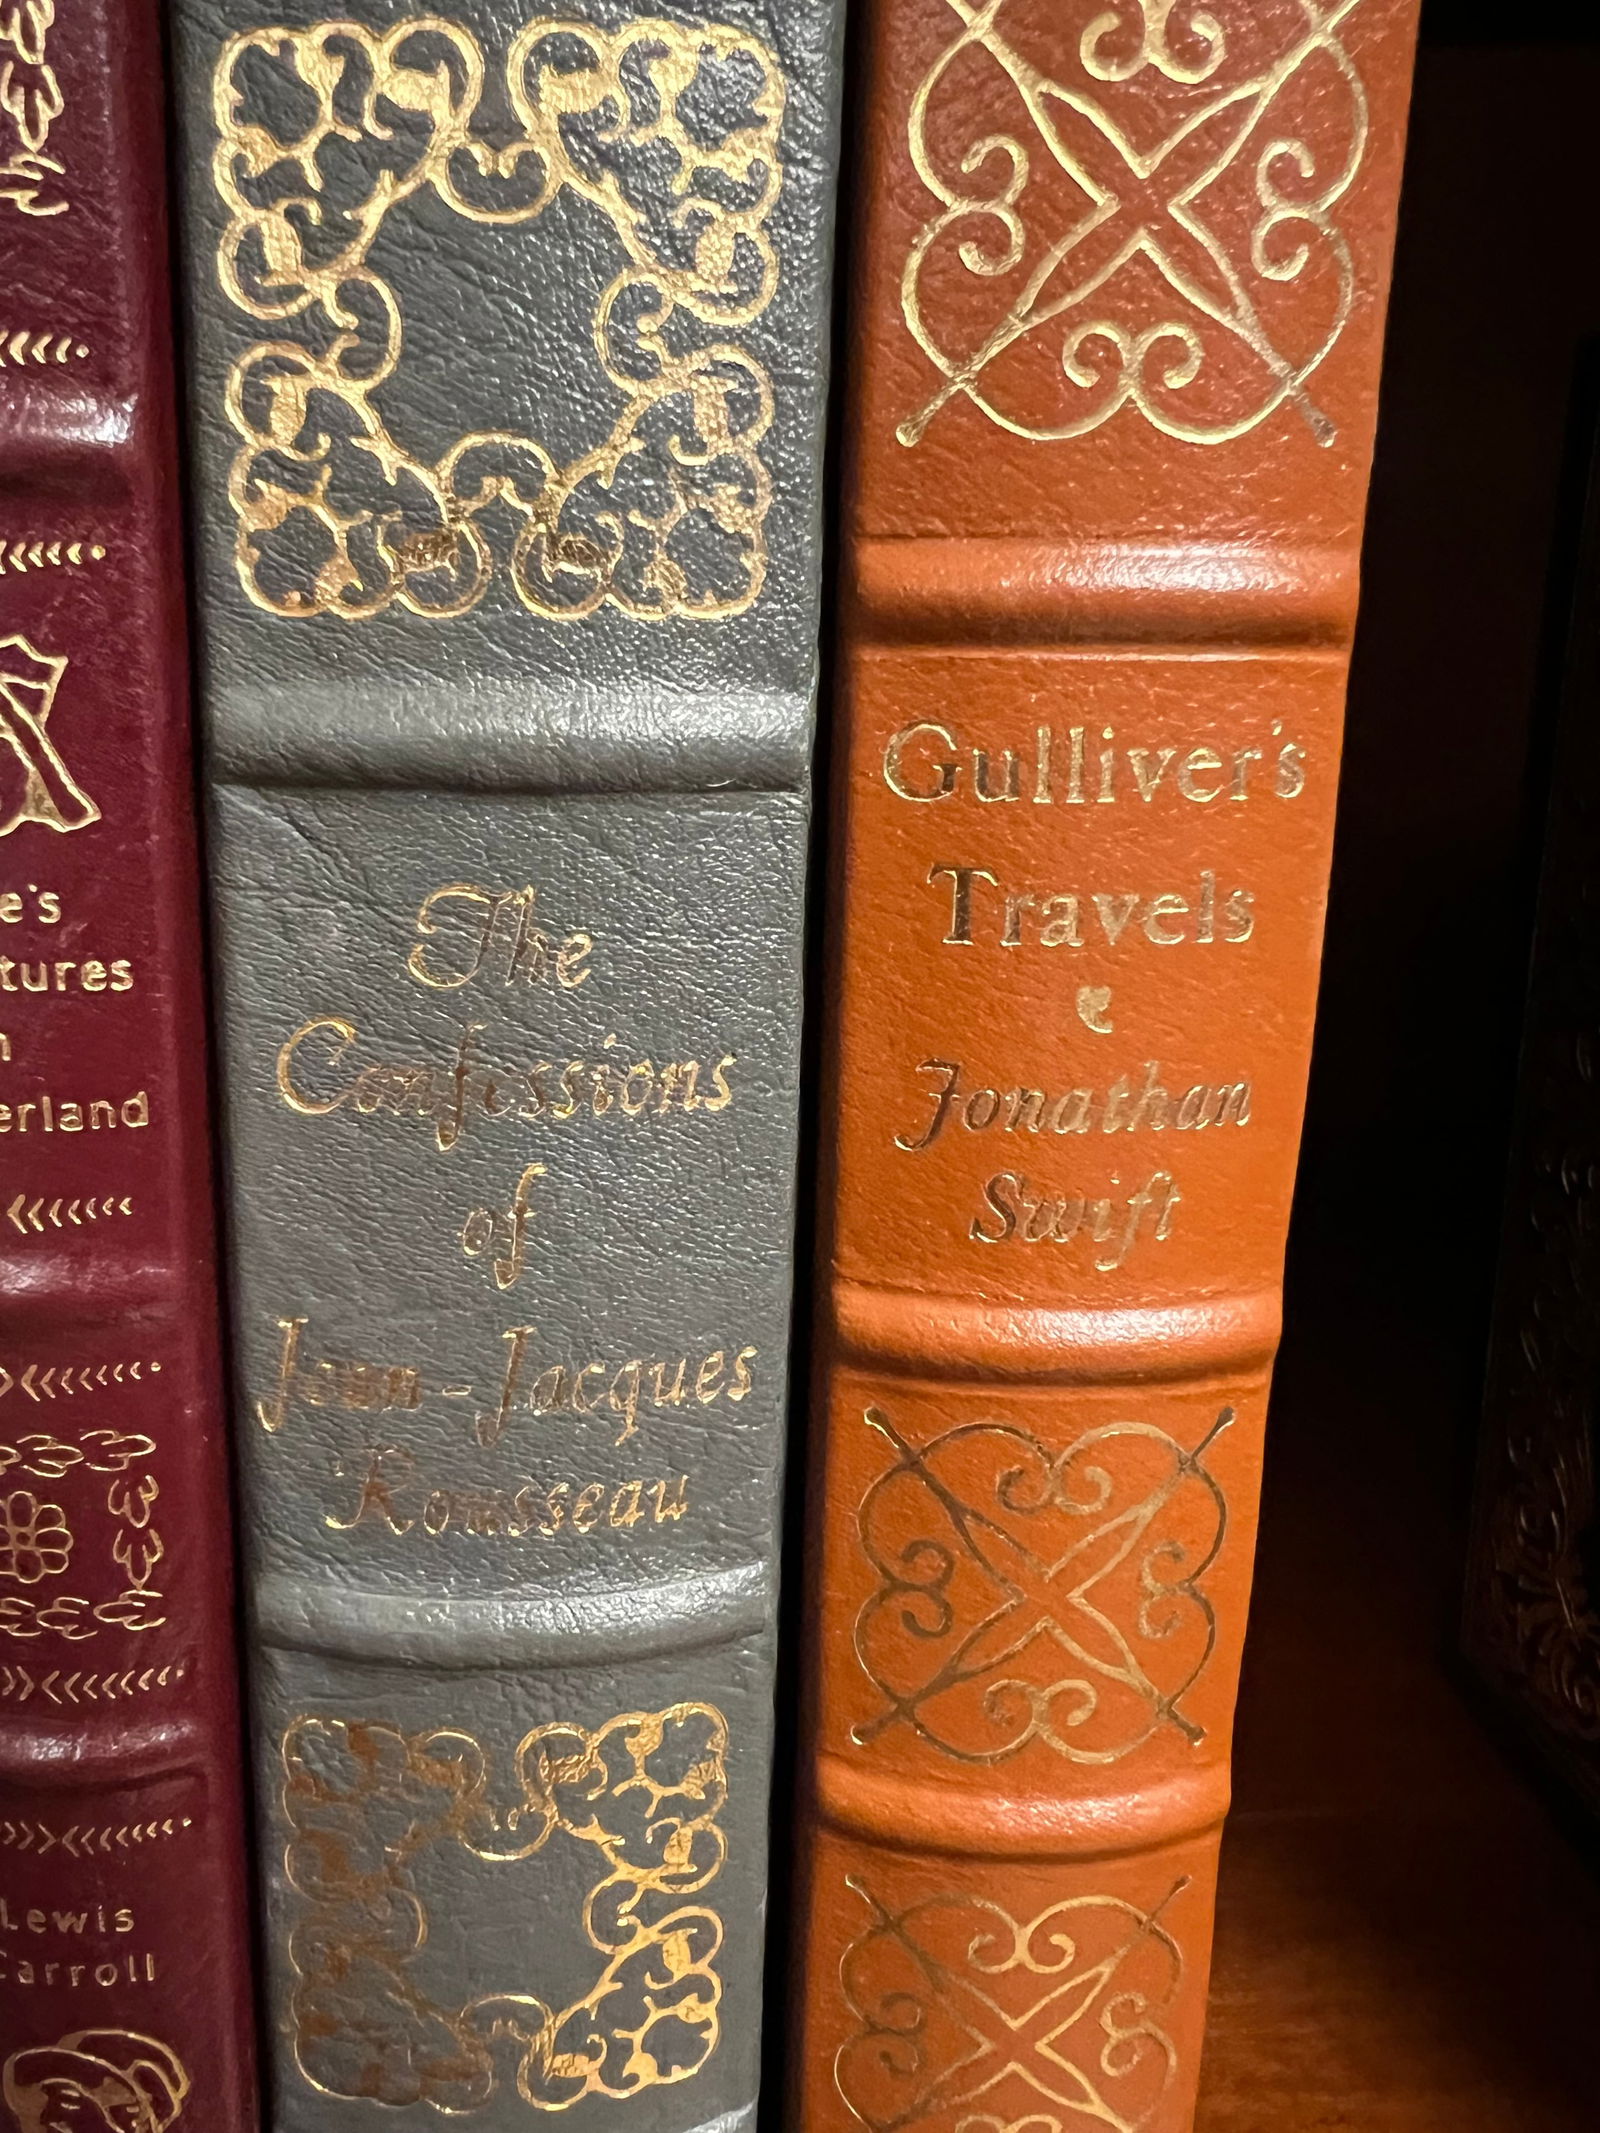 e's
tures
n
erland
Lewis
Carroll
The
Confessions
of
Jean-Jacques
Rousseau
Gulliver's
Travels
Jonathan
Swift